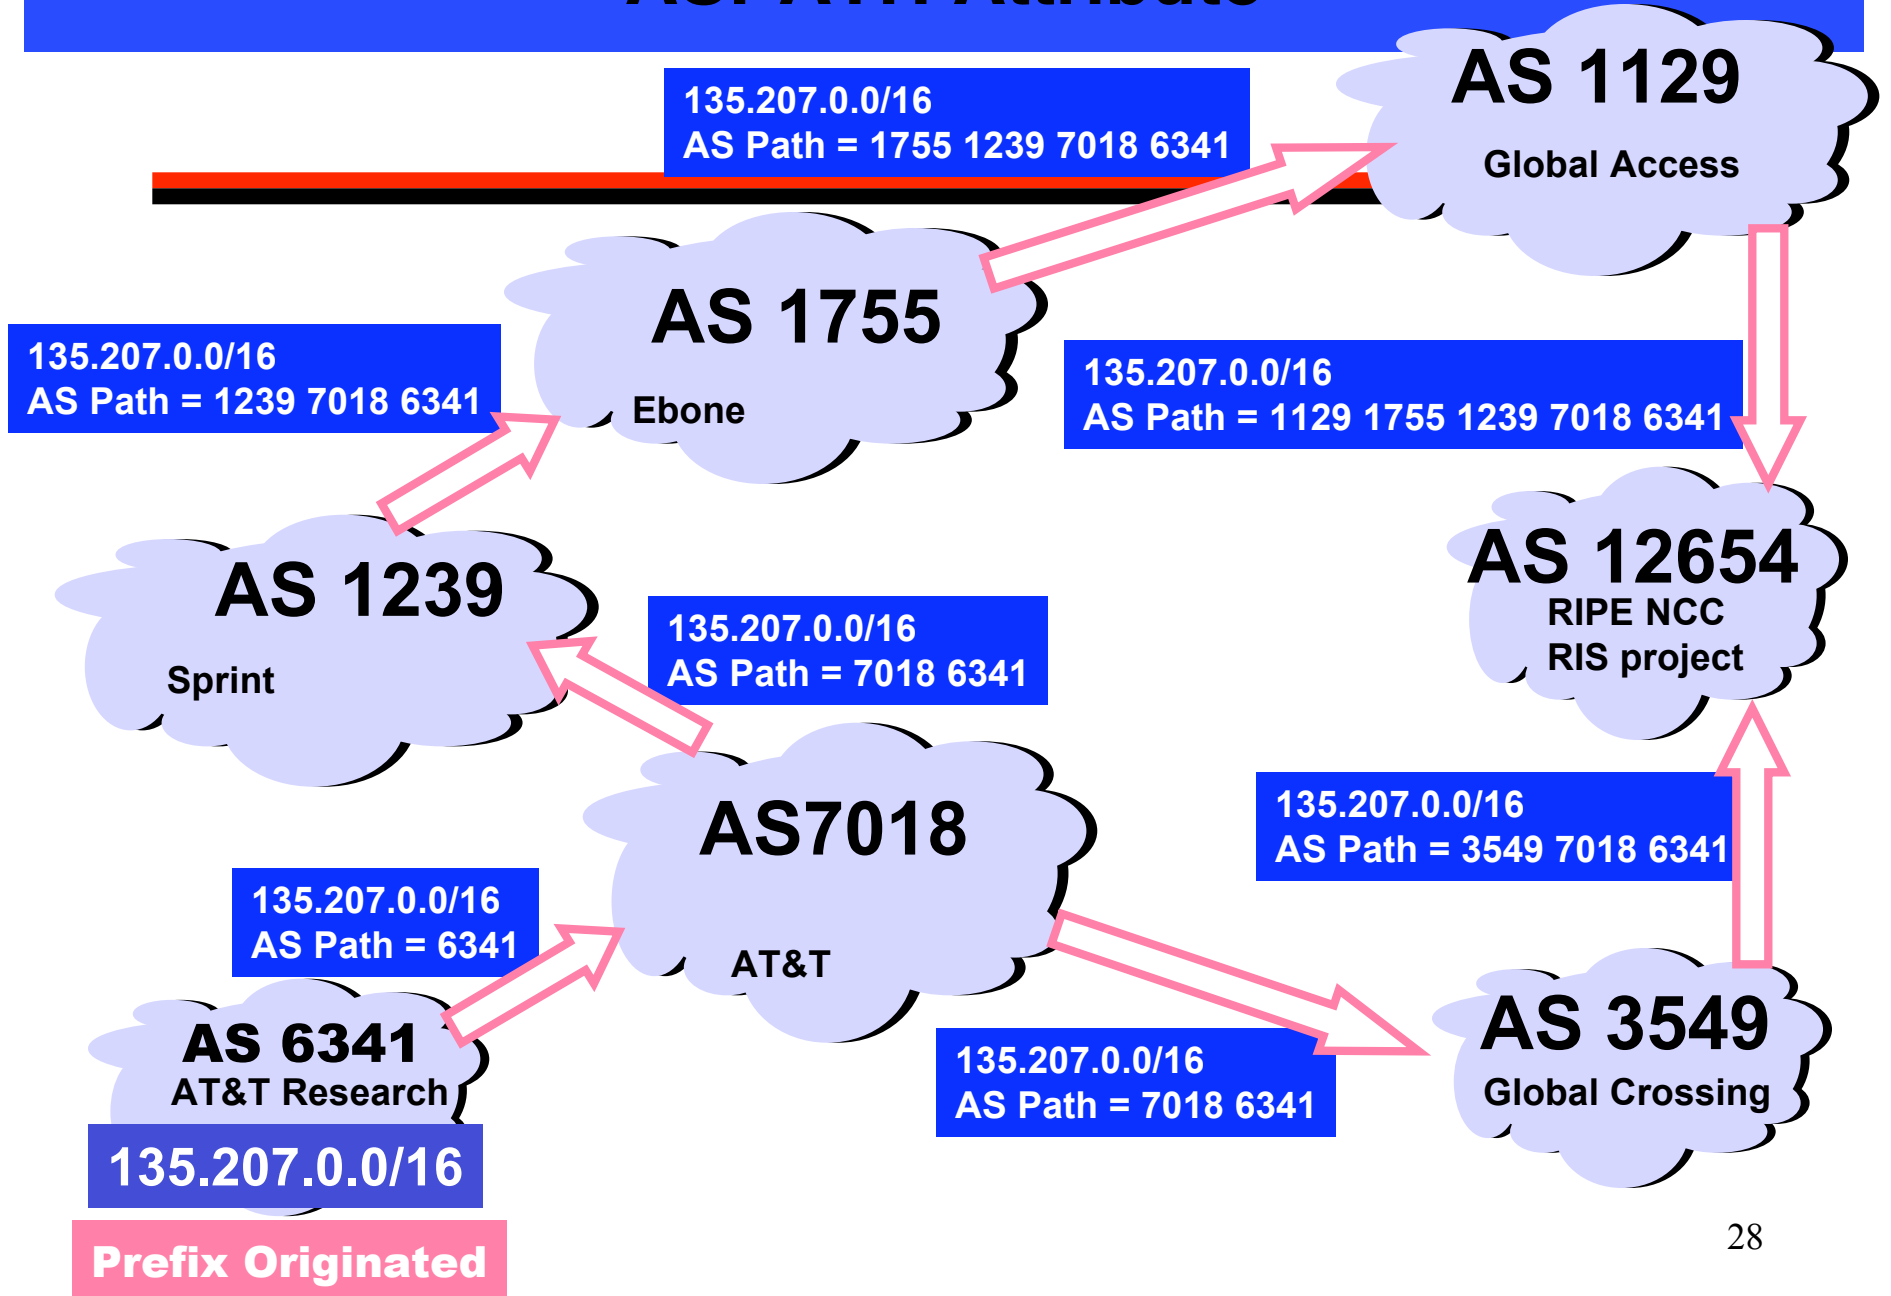 ASPATH Attribute
AS 1129
Global Access
135.207.0.0/16
AS Path = 1755 1239 7018 6341
AS 1755
Ebone
135.207.0.0/16
AS Path = 1239 7018 6341
135.207.0.0/16
AS Path = 1129 1755 1239 7018 6341
AS 12654
RIPE NCC
RIS project
AS 1239
Sprint
135.207.0.0/16
AS Path = 7018 6341
AS7018
AT&T
135.207.0.0/16
AS Path = 3549 7018 6341
135.207.0.0/16
AS Path = 6341
AS 6341
AT&T Research
135.207.0.0/16
Prefix Originated
135.207.0.0/16
AS Path = 7018 6341
AS 3549
Global Crossing
28